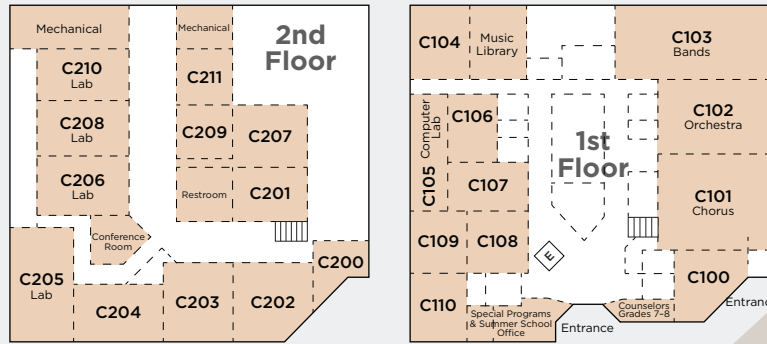 Mechanical
Mechanical
2nd
Floor
C210
Lab
C211
C208
Lab
C209
C207
C206
Lab
Restroom
C201
Conference
Room
C205
Lab
C204
C203
C202
C200
C104
Music
Library
C103
Bands
C105
Computer
Lab
C106
1st
Floor
C102
Orchestra
C107
C101
Chorus
C109
C108
E
C100
C110
Special Programs
& Summer School
Office
Entrance
Counselors
Grades 7–8